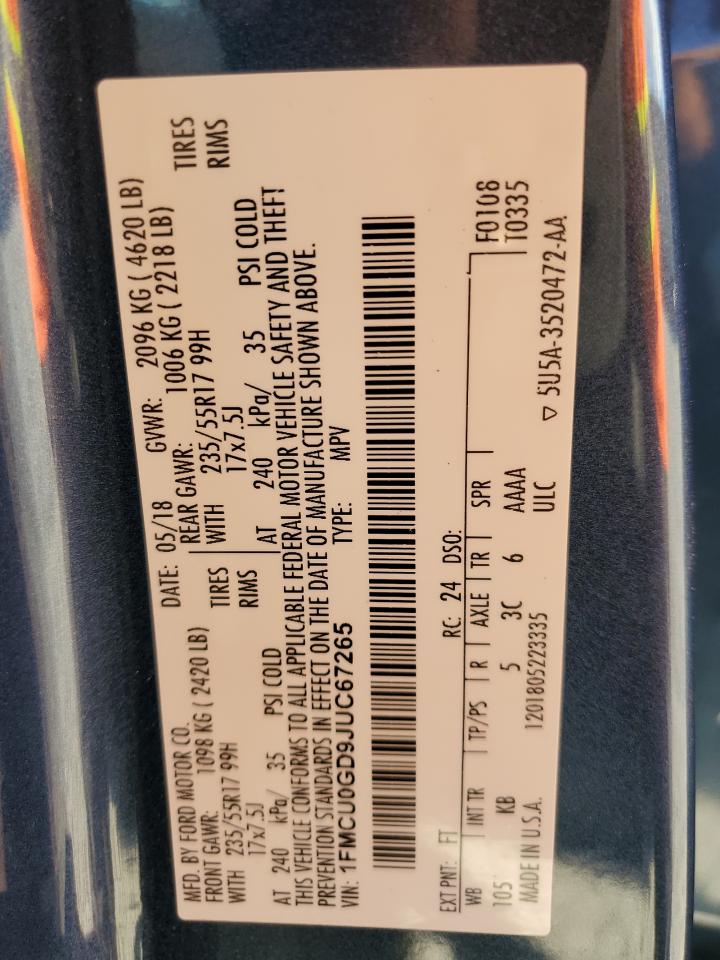 MFD. BY FORD MOTOR CO.
DATE: 05/18 GVWR: 2096 KG ( 4620 LB)
FRONT GAWR: 1098 KG ( 2420 LB) REAR GAWR: 1006 KG ( 2218 LB)
WITH 235/55R17 99H TIRES WITH 235/55R17 99H TIRES
17x7.5J RIMS 17x7.5J RIMS
AT 240 kPa/ 35 PSI COLD AT 240 kPa/ 35 PSI COLD
THIS VEHICLE CONFORMS TO ALL APPLICABLE FEDERAL MOTOR VEHICLE SAFETY AND THEFT
PREVENTION STANDARDS IN EFFECT ON THE DATE OF MANUFACTURE SHOWN ABOVE.
VIN: 1FMCU0GD9JUC67265 TYPE: MPV
EXT PNT: FT RC: 24 DSO: F0108
WB INT TR TP/PS R AXLE TR SPR T0335
105 KB 5 3C 6 AAAA
MADE IN U.S.A. 1201805223335 ULC ▽ 5U5A-3520472-AA